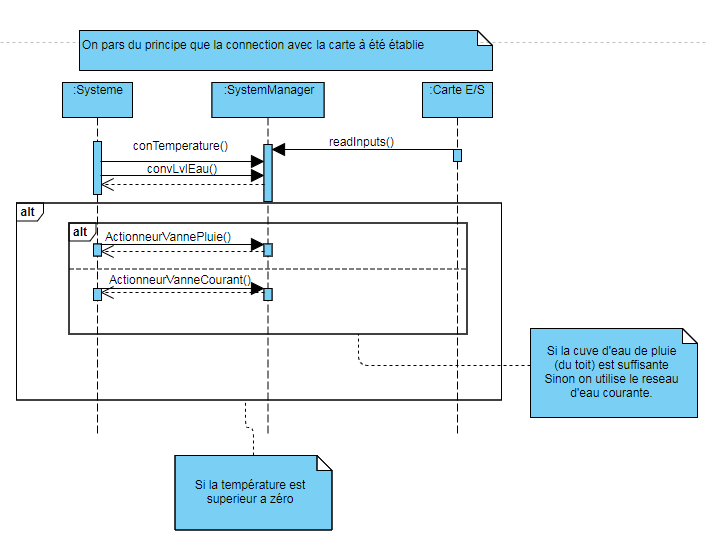 On pars du principe que la connection avec la carte à été établie
:Systeme
:SystemManager
:Carte E/S
conTemperature()
readInputs()
convLvlEau()
alt
alt
ActionneurVannePluie()
ActionneurVanneCourant()
Si la cuve d'eau de pluie
(du toit) est suffisante
Sinon on utilise le reseau
d'eau courante.
Si la température est
superieur a zéro